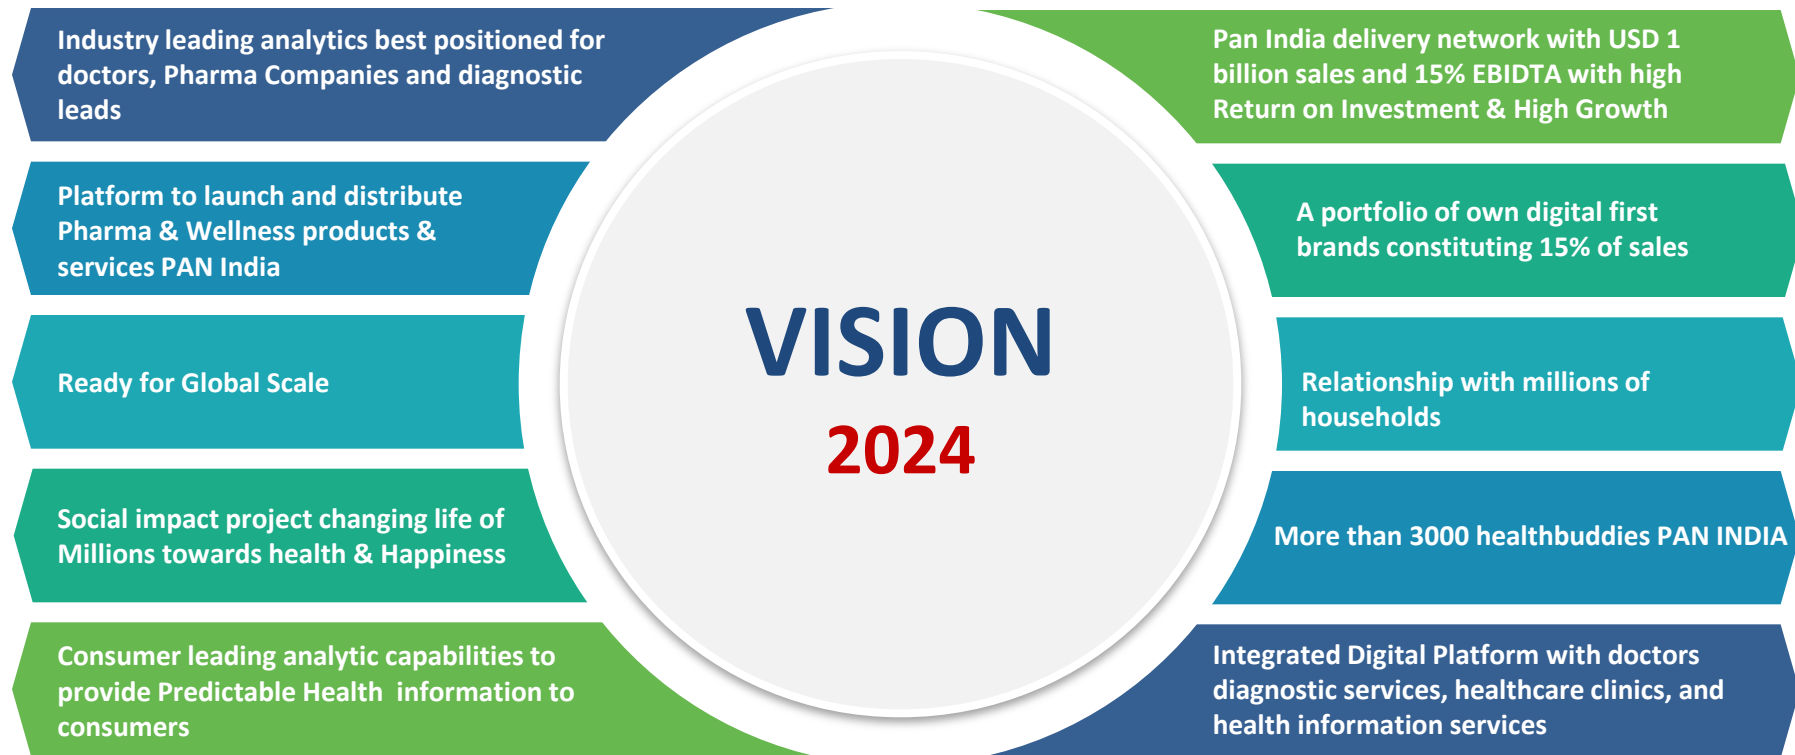 Industry leading analytics best positioned for
doctors, Pharma Companies and diagnostic
leads
Platform to launch and distribute
Pharma & Wellness products &
services PAN India
Ready for Global Scale
Social impact project changing life of
Millions towards health & Happiness
Consumer leading analytic capabilities to
provide Predictable Health  information to
consumers
VISION
2024
Pan India delivery network with USD 1
billion sales and 15% EBIDTA with high
Return on Investment & High Growth
A portfolio of own digital first
brands constituting 15% of sales
Relationship with millions of
households
More than 3000 healthbuddies PAN INDIA
Integrated Digital Platform with doctors
diagnostic services, healthcare clinics, and
health information services